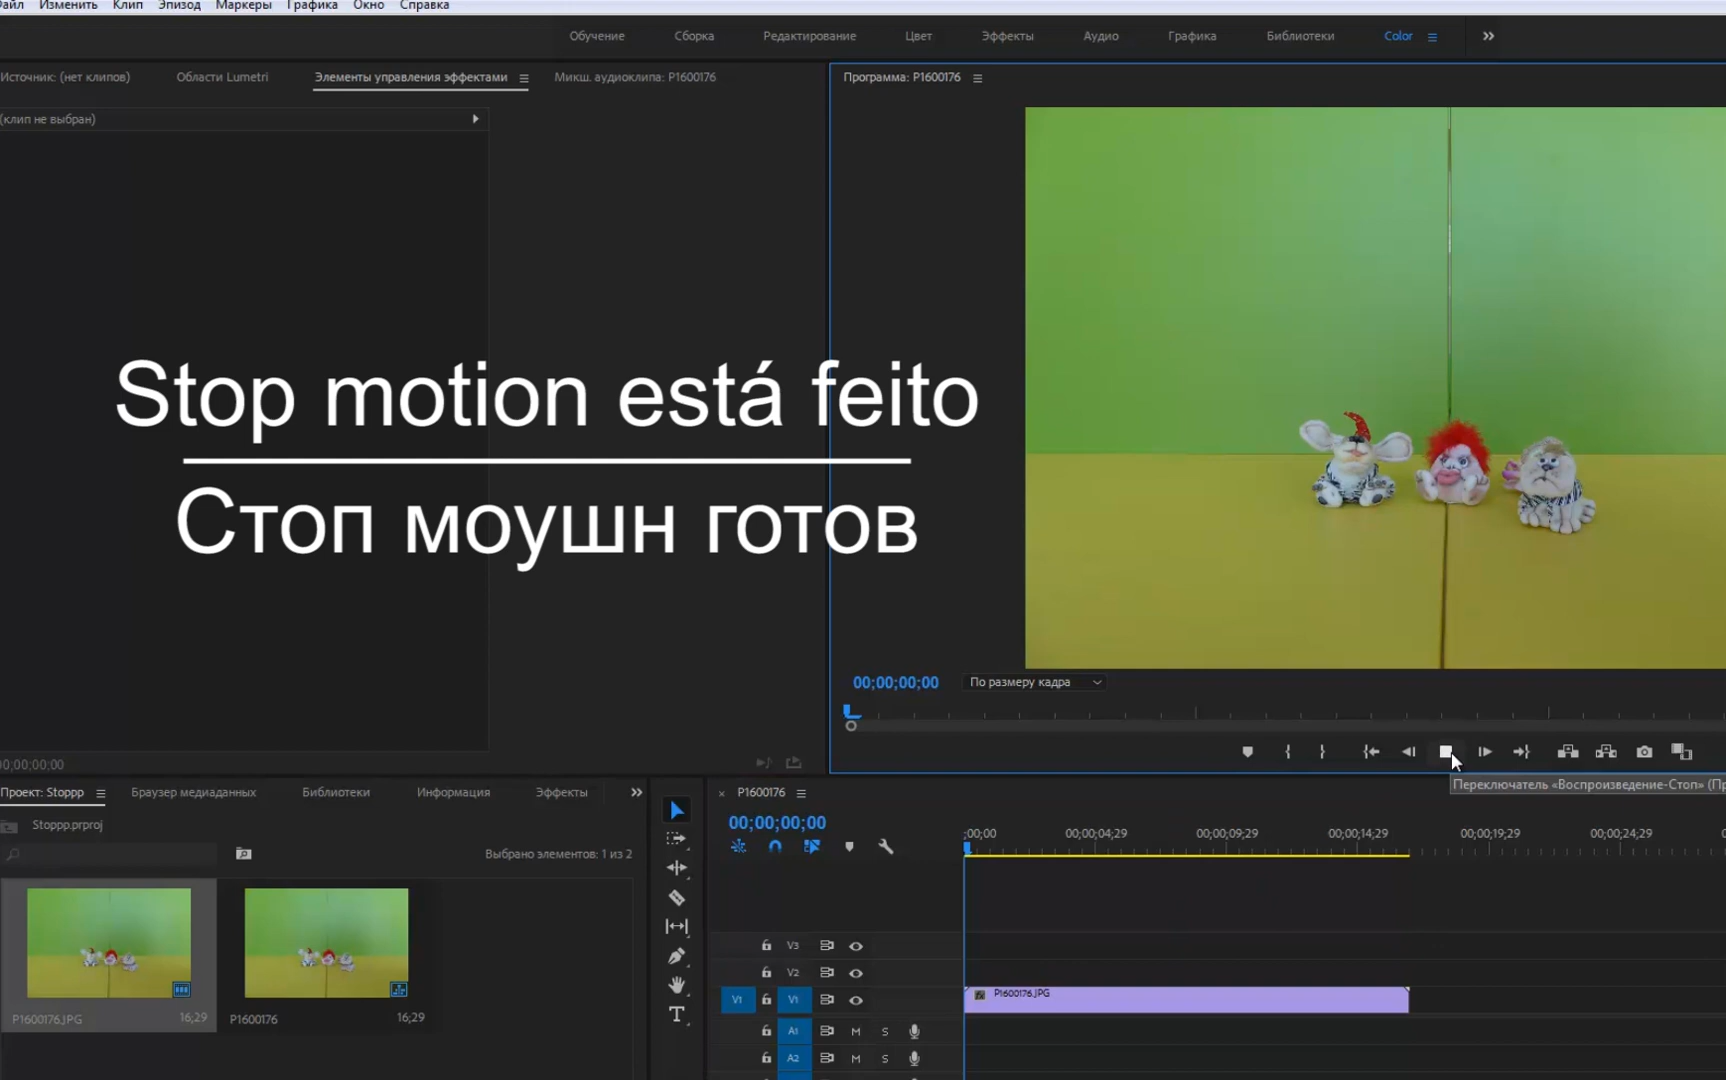 Изменить Клип Эпизод Маркеры Графика Окно Справка
Обучение Сборка Редактирование Цвет Эффекты Аудио Графика Библиотеки Color
Источник: (нет клипов) Области Lumetri Элементы управления эффектами Микш. аудиоклипа: P1600176
Программа: P1600176
(клип не выбран)
Stop motion está feito
Стоп моушн готов
00;00;00;00 По размеру кадра
00;00;00;00
Переключатель «Воспроизведение-Стоп»
Проект: Stoppp Браузер медиаданных Библиотеки Информация Эффекты
Stoppp.prproj
Выбрано элементов: 1 из 2
P1600176.JPG 16;29
P1600176 16;29
× P1600176
00;00;00;00
;00;00 00;00;04;29 00;00;09;29 00;00;14;29 00;00;19;29 00;00;24;29
V3
V2
V1 V1
P1600176.JPG
A1 M S
A2 M S